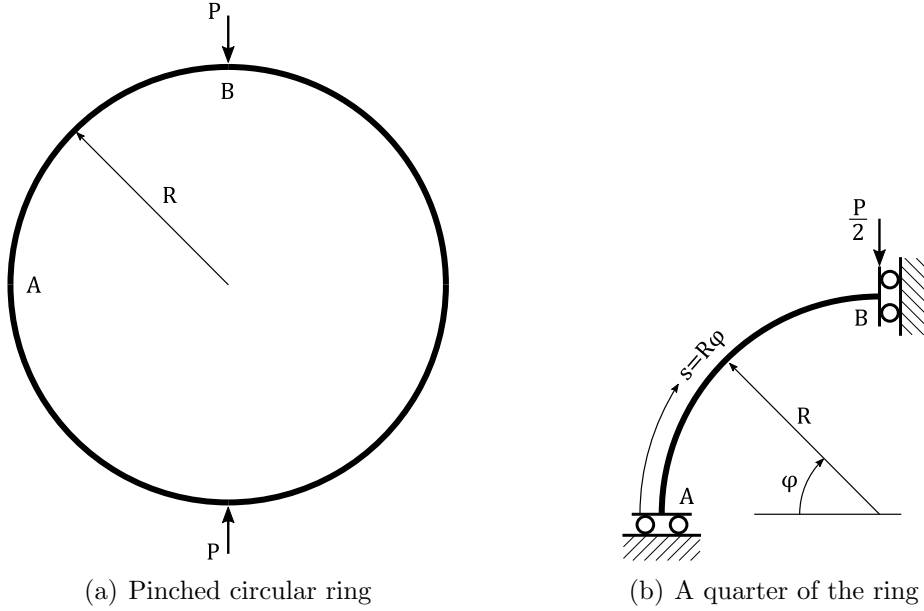 P
B
R
A
P
P
2
B
s=Rφ
R
A
φ
(a) Pinched circular ring
(b) A quarter of the ring